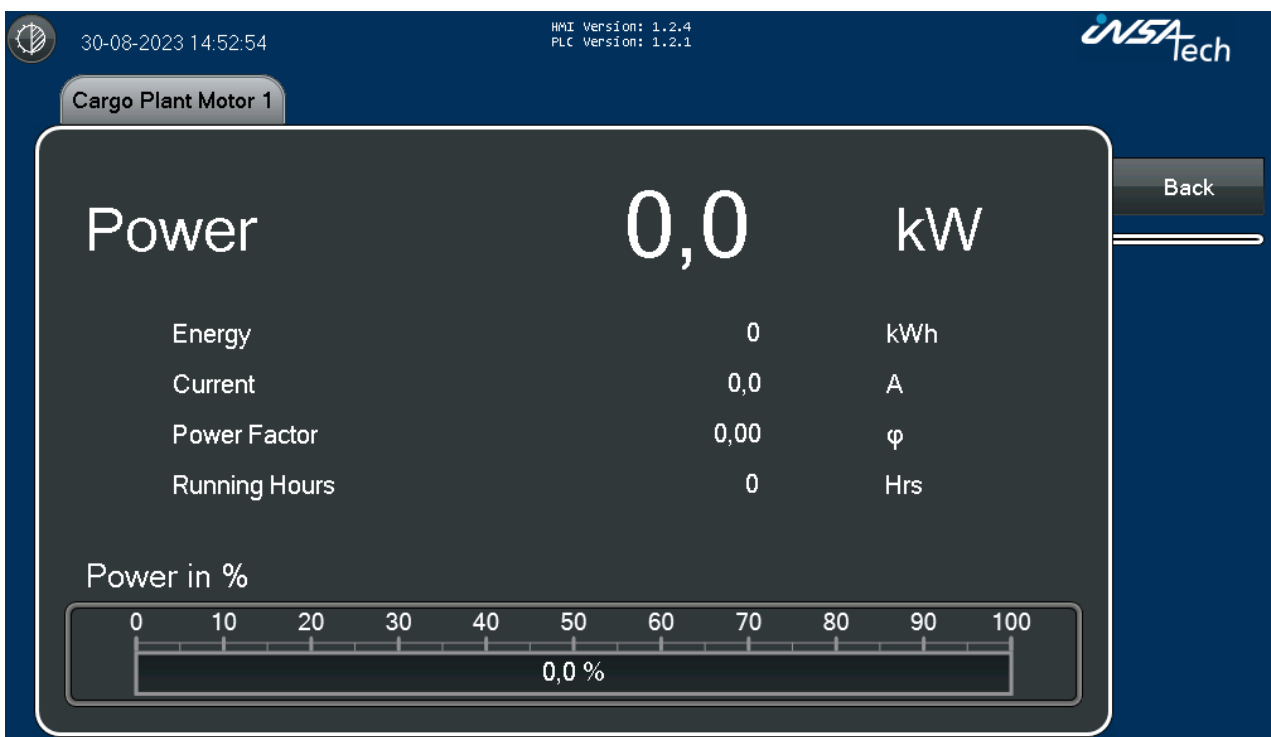 30-08-2023 14:52:54
HMI Version: 1.2.4
PLC Version: 1.2.1
iNSATech
Cargo Plant Motor 1
Back
Power 0,0 kW
Energy 0 kWh
Current 0,0 A
Power Factor 0,00 φ
Running Hours 0 Hrs
Power in %
0 10 20 30 40 50 60 70 80 90 100
0,0 %